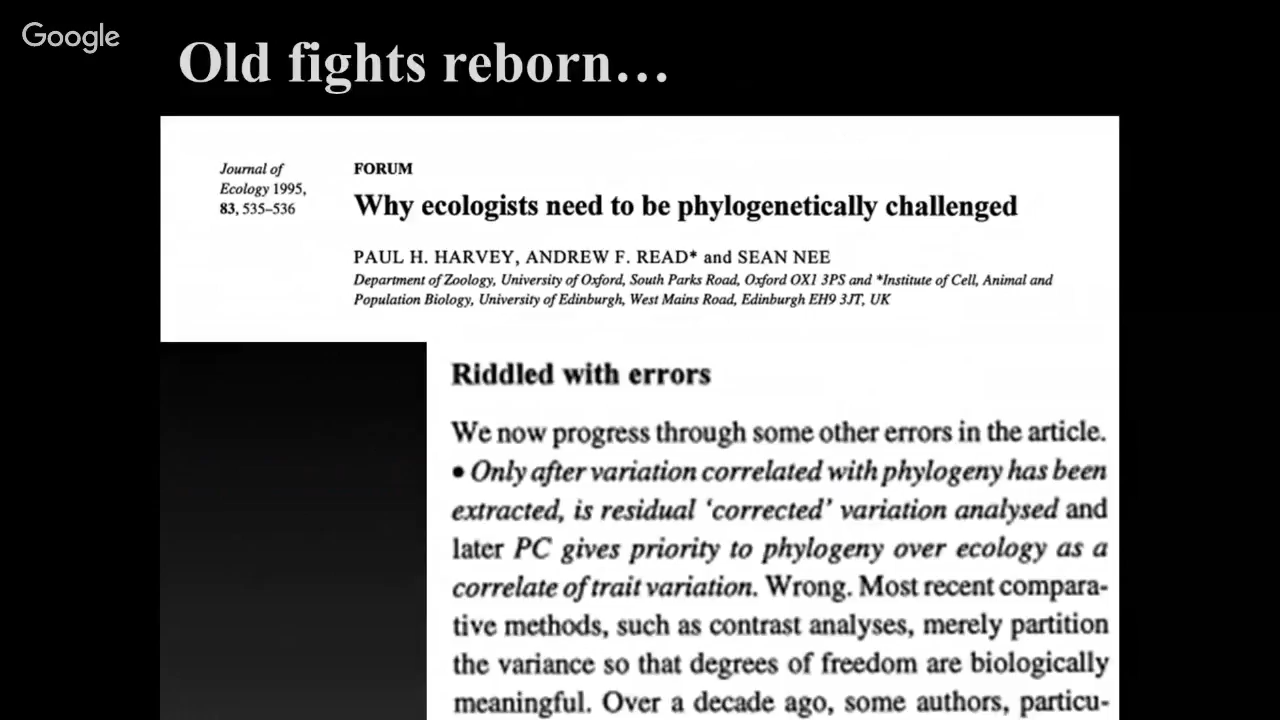 Google
Old fights reborn…
Journal of
Ecology 1995,
83, 535–536
FORUM
Why ecologists need to be phylogenetically challenged
PAUL H. HARVEY, ANDREW F. READ* and SEAN NEE
Department of Zoology, University of Oxford, South Parks Road, Oxford OX1 3PS and *Institute of Cell, Animal and
Population Biology, University of Edinburgh, West Mains Road, Edinburgh EH9 3JT, UK
Riddled with errors
We now progress through some other errors in the article.
• Only after variation correlated with phylogeny has been
extracted, is residual ‘corrected’ variation analysed and
later PC gives priority to phylogeny over ecology as a
correlate of trait variation. Wrong. Most recent compara-
tive methods, such as contrast analyses, merely partition
the variance so that degrees of freedom are biologically
meaningful. Over a decade ago, some authors, particu-